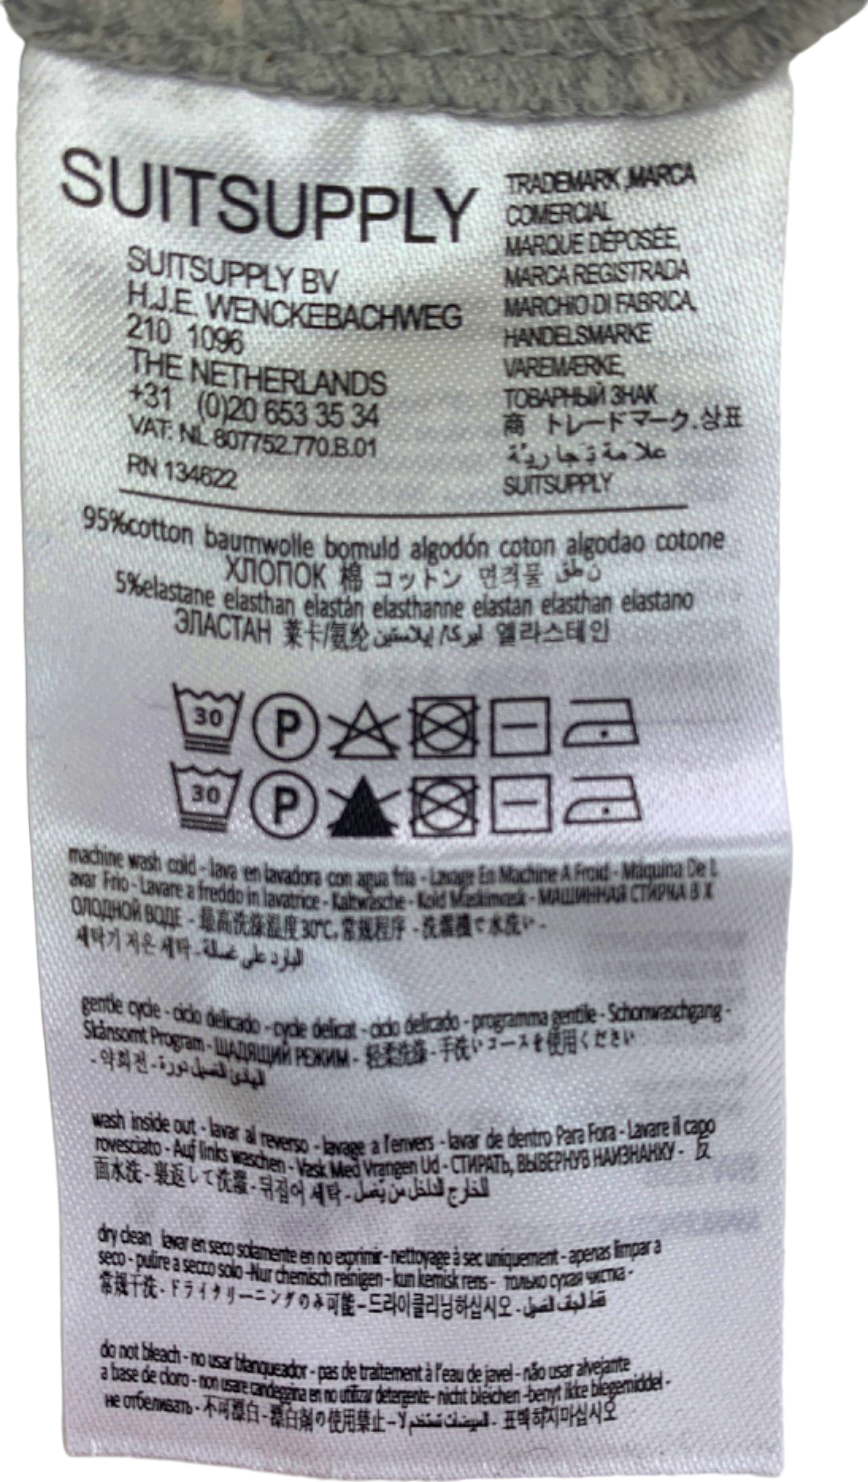 SUITSUPPLY
SUITSUPPLY BV
H.J.E. WENCKEBACHWEG
210 1096
THE NETHERLANDS
+31 (0)20 653 35 34
VAT: NL 807752.770.B.01
RN 134622
TRADEMARK ,MARCA
COMERCIAL
MARQUE DÉPOSÉE,
MARCA REGISTRADA
MARCHIO DI FABRICA,
HANDELSMARKE
VAREMÆRKE,
ТОВАРНЫЙ ЗНАК
商 トレードマーク.상표
علامة تجارية
SUITSUPPLY
95%cotton baumwolle bomuld algodón coton algodao cotone
ХЛОПОК 棉 コットン 면직물
5%elastane elasthan elastán elasthanne elastan elasthan elastano
ЭЛАСТАН 莱卡/氨纶 엘라스테인
30 P
30 P
machine wash cold - lava en lavadora con agua fria - Lavage En Machine A Froid - Máquina De L
avar Frio - Lavare a freddo in lavatrice - Kaltwäsche - Kold Maskinvask - МАШИННАЯ СТИРКА В Х
ОЛОДНОЙ ВОДЕ - 最高洗涤温度30°C,常规程序 - 洗濯機で水洗い -
세탁기 저온 세탁 - البارد على غسالة
gentle cycle - ciclo delicado - cycle délicat - ciclo delicado - programma gentile - Schonwaschgang -
Skånsomt Program - ЩАДЯЩИЙ РЕЖИМ - 轻柔洗涤 - 手洗いコースを使用ください
- 약회전 - الهادئ الغسيل دورة
wash inside out - lavar al reverso - lavage a l'envers - lavar de dentro Para Fora - Lavare il capo
rovesciato - Auf links waschen - Vask Med Vrangen Ud - СТИРАТЬ, ВЫВЕРНУВ НАИЗНАНКУ - 反
面水洗 - 裏返して洗濯 - 뒤집어 세탁 - الخارج للداخل من يغسل
dry clean lavar en seco solamente en no exprimir - nettoyage à sec uniquement - apenas limpar a
seco - pulire a secco solo -Nur chemisch reinigen - kun kemisk rens - только сухая чистка -
常规干洗 - ドライクリーニングのみ可能 - 드라이클리닝하십시오 - فقط الجاف الغسيل
do not bleach - no usar blanqueador - pas de traitement à l'eau de javel - não usar alvejante
a base de cloro - non usare candeggina en no utilizar detergente- nicht bleichen -benyt ikke blegemiddel -
не отбеливать - 不可漂白 - 漂白剤の使用禁止 - المبيضات تستخدم لا - 표백하지마십시오